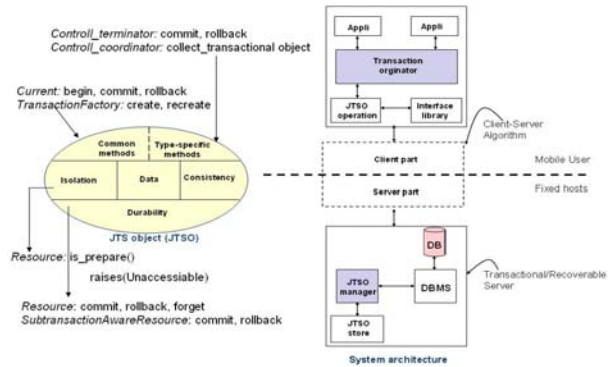 Controll_terminator: commit, rollback
Controll_coordinator: collect_transactional object
Current: begin, commit, rollback
TransactionFactory: create, recreate
Common methods
Type-specific methods
Isolation
Data
Consistency
Durability
JTS object (JTSO)
Resource: is_prepare()
raises(Unaccessiable)
Resource: commit, rollback, forget
SubtransactionAwareResource: commit, rollback
Appli
Appli
Transaction
orginator
JTSO
operation
Interface
library
Client-Server
Algorithm
Client part
Mobile User
Server part
Fixed hosts
DB
JTSO
manager
DBMS
Transactional/Recoverable
Server
JTSO
store
System architecture